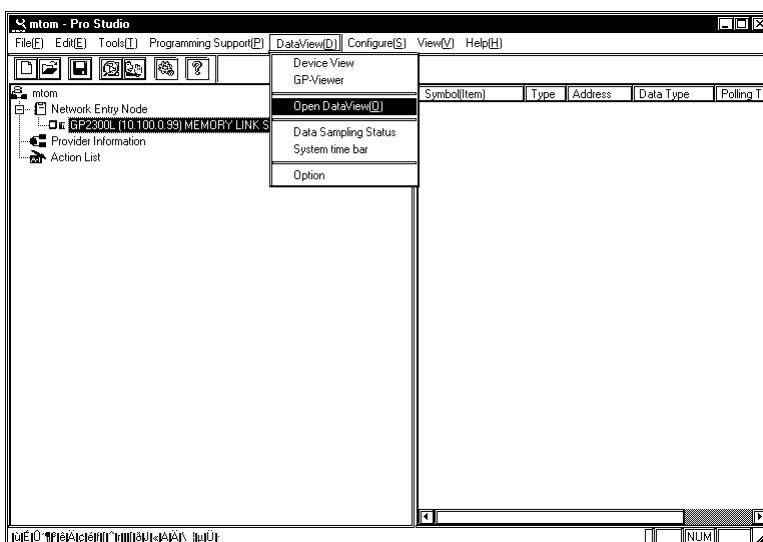 mtom - Pro Studio
File(F) Edit(E) Tools(T) Programming Support(P) DataView(D) Configure(S) View(V) Help(H)
Device View
GP-Viewer
Open DataView(O)
Data Sampling Status
System time bar
Option
mtom
Network Entry Node
GP2300L (10.100.0.99) MEMORY LINK S
Provider Information
Action List
Symbol(Item) Type Address Data Type Polling T
NUM